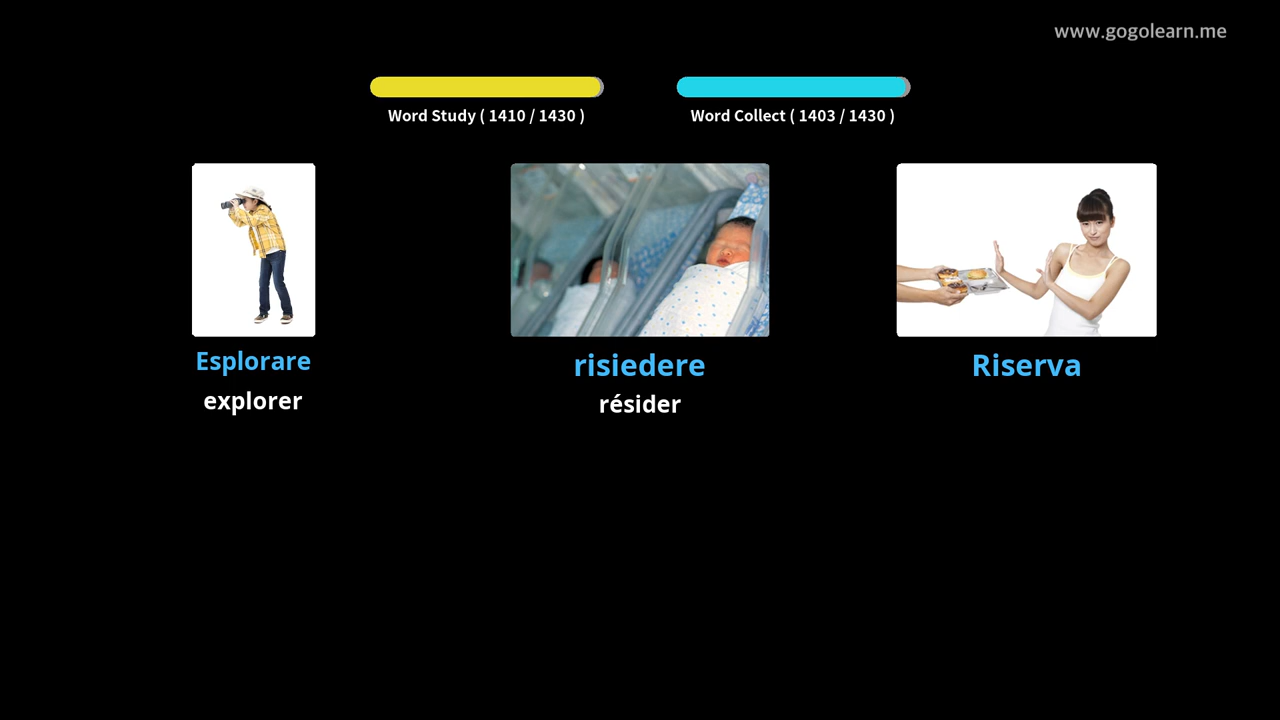 www.gogolearn.me
Word Study ( 1410 / 1430 )
Word Collect ( 1403 / 1430 )
Esplorare
explorer
risiedere
résider
Riserva